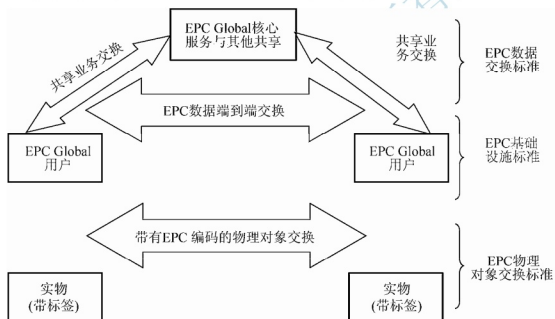 EPC Global核心
服务与其他共享
共享业务交换
共享业
务交换
EPC数据
交换标准
EPC数据端到端交换
EPC Global
用户
EPC Global
用户
EPC基础
设施标准
带有EPC 编码的物理对象交换
EPC物理
对象交换标准
实物
(带标签)
实物
(带标签)